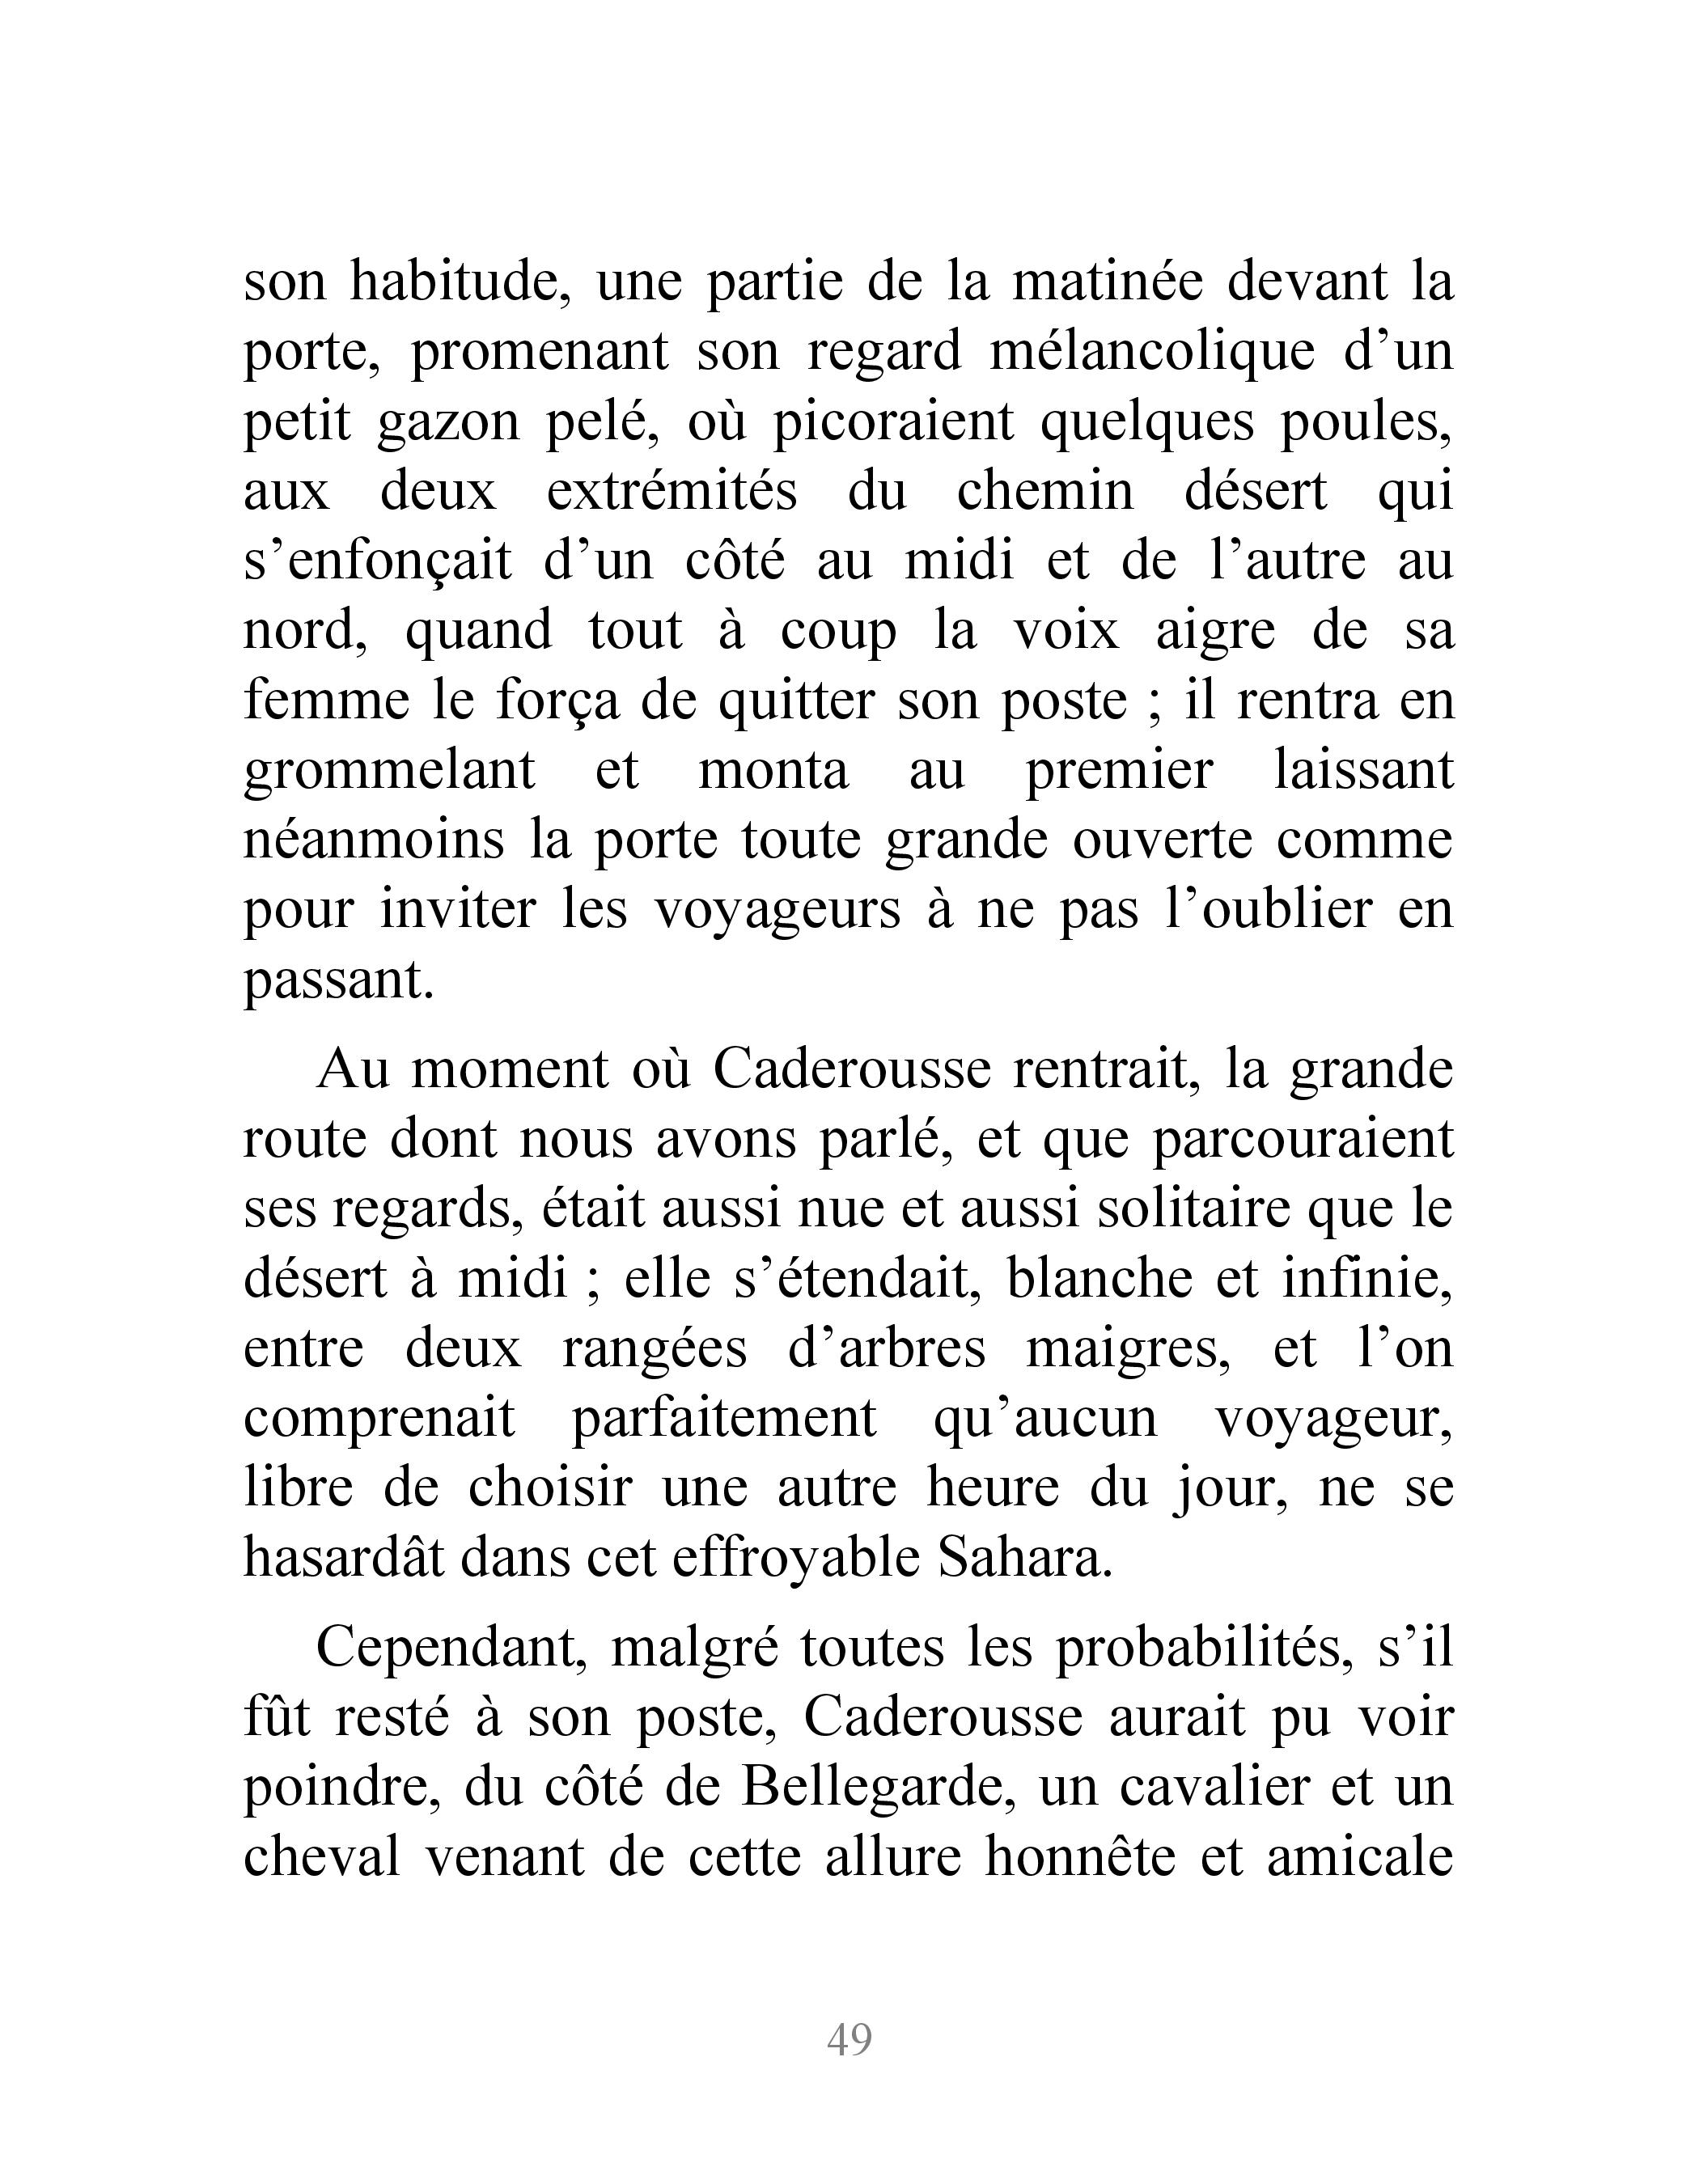 son habitude, une partie de la matinée devant la
porte, promenant son regard mélancolique d’un
petit gazon pelé, où picoraient quelques poules,
aux deux extrémités du chemin désert qui
s’enfonçait d’un côté au midi et de l’autre au
nord, quand tout à coup la voix aigre de sa
femme le força de quitter son poste ; il rentra en
grommelant et monta au premier laissant
néanmoins la porte toute grande ouverte comme
pour inviter les voyageurs à ne pas l’oublier en
passant.
Au moment où Caderousse rentrait, la grande
route dont nous avons parlé, et que parcouraient
ses regards, était aussi nue et aussi solitaire que le
désert à midi ; elle s’étendait, blanche et infinie,
entre deux rangées d’arbres maigres, et l’on
comprenait parfaitement qu’aucun voyageur,
libre de choisir une autre heure du jour, ne se
hasardât dans cet effroyable Sahara.
Cependant, malgré toutes les probabilités, s’il
fût resté à son poste, Caderousse aurait pu voir
poindre, du côté de Bellegarde, un cavalier et un
cheval venant de cette allure honnête et amicale
49